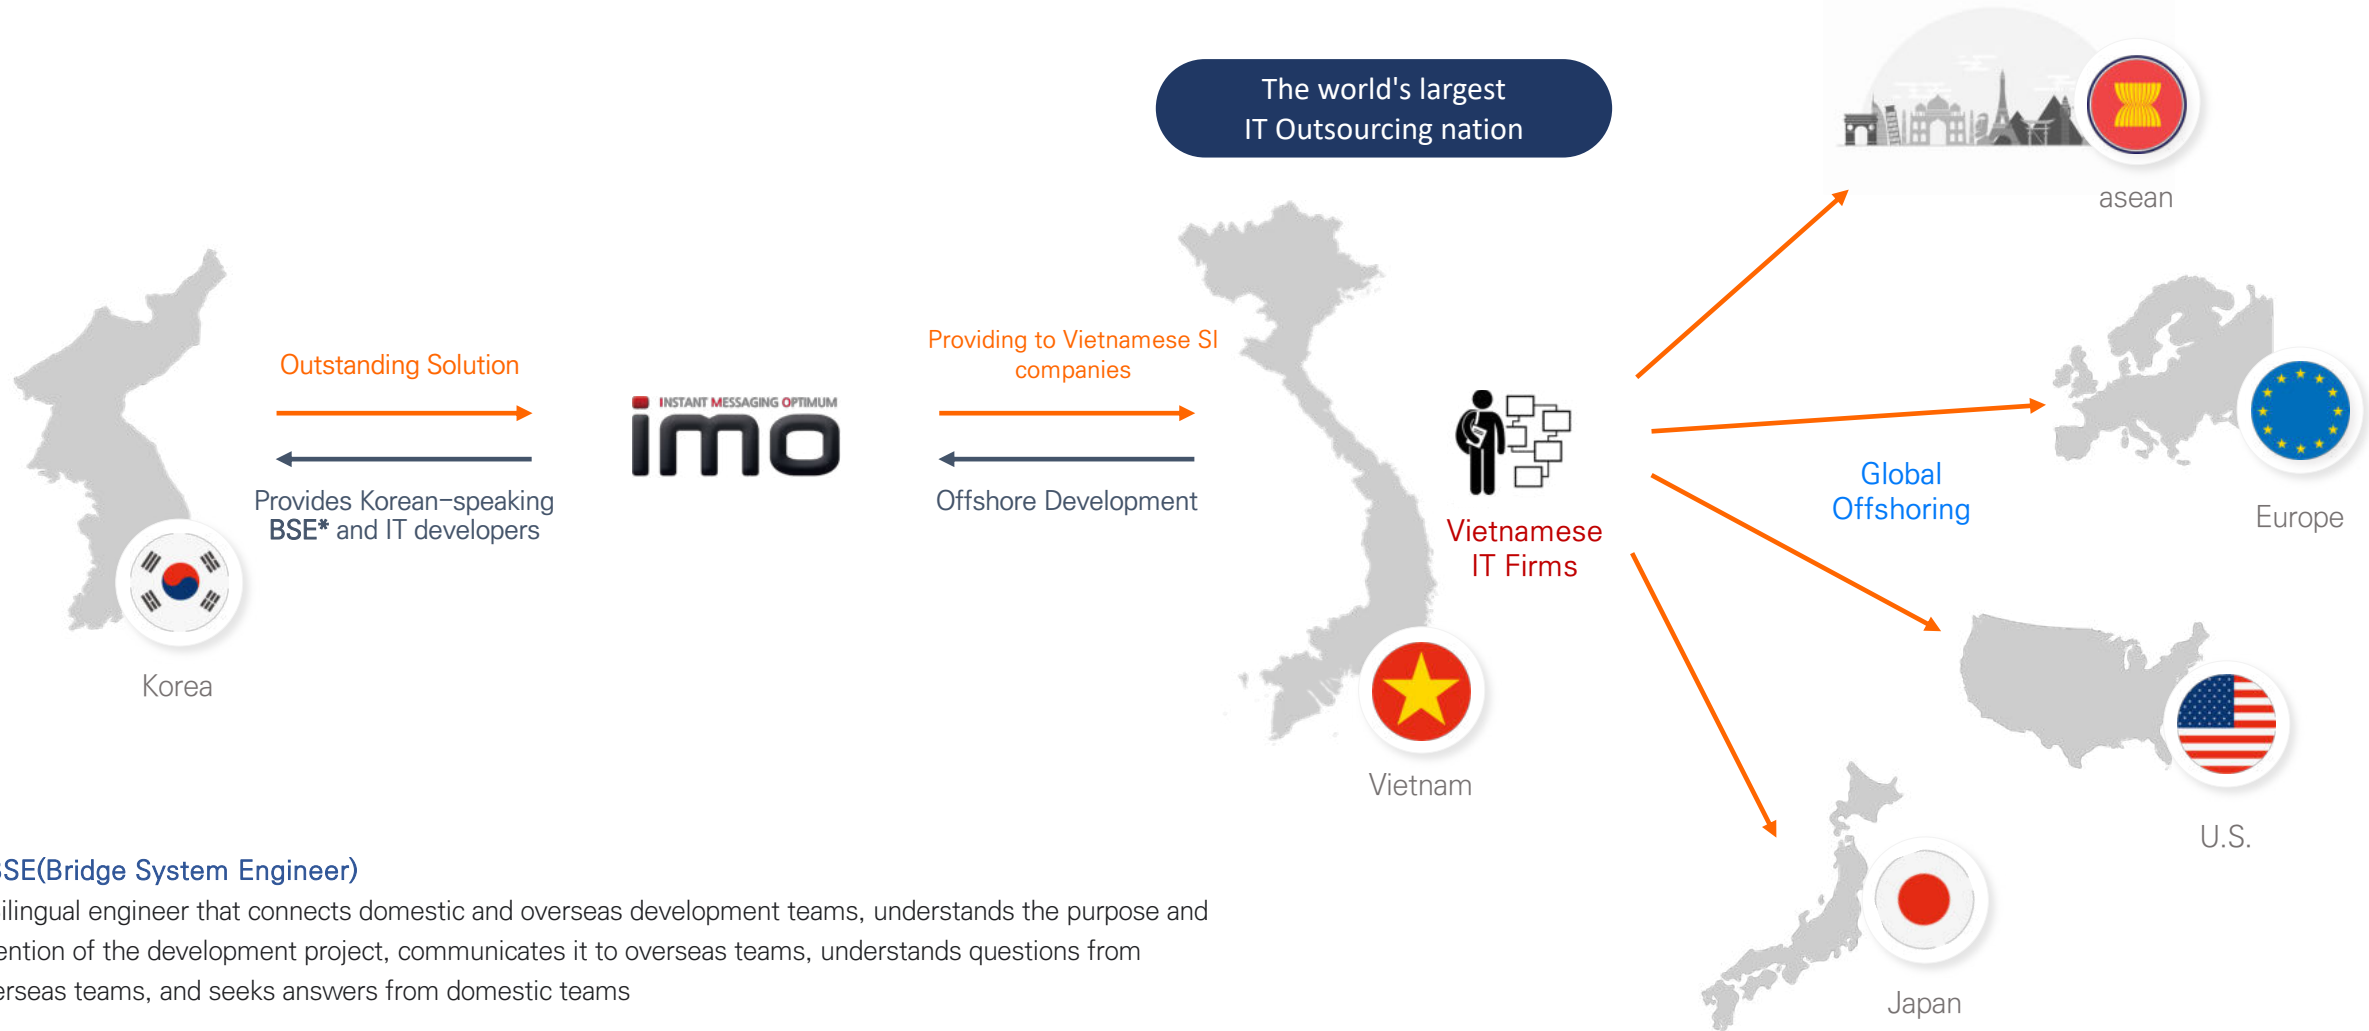 The world's largest
IT Outsourcing nation
asean
Outstanding Solution
Provides Korean-speaking
BSE* and IT developers
Korea
INSTANT MESSAGING OPTIMUM
imo
Providing to Vietnamese SI
companies
Offshore Development
Vietnamese
IT Firms
Vietnam
Global
Offshoring
Europe
U.S.
Japan
BSE(Bridge System Engineer)
ilingual engineer that connects domestic and overseas development teams, understands the purpose and
ention of the development project, communicates it to overseas teams, understands questions from
erseas teams, and seeks answers from domestic teams